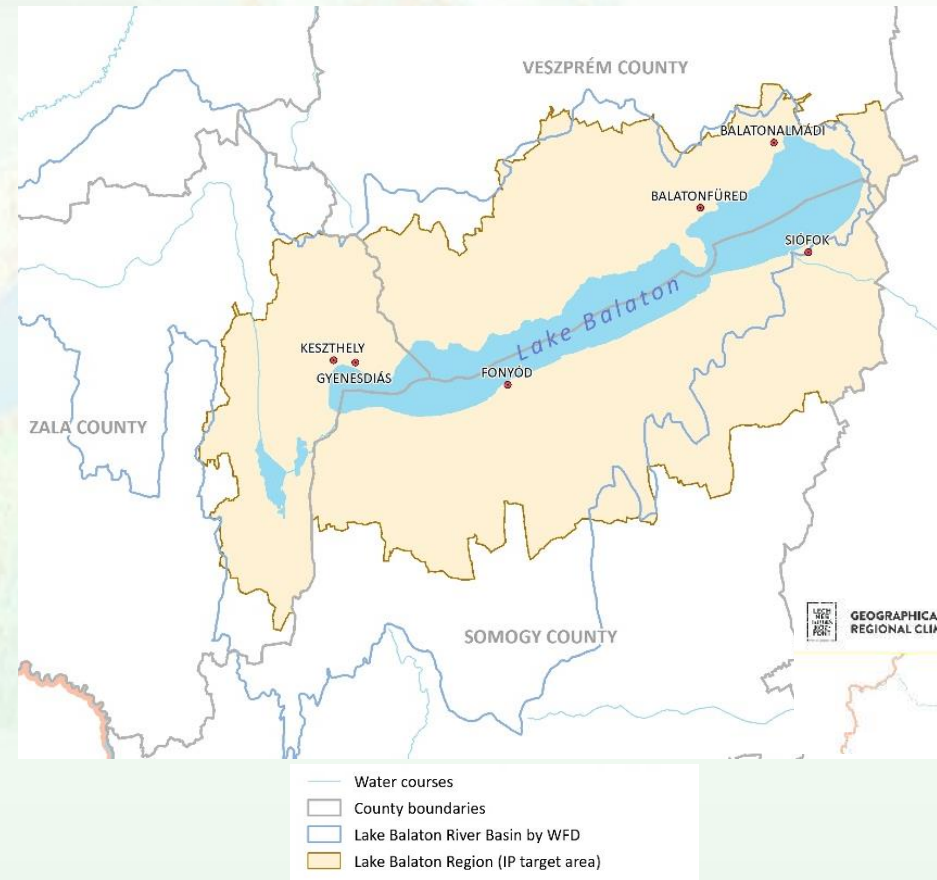 VESZPRÉM COUNTY
BALATONALMÁDI
BALATONFÜRED
SIÓFOK
Lake Balaton
KESZTHELY
GYENESDIÁS
FONYÓD
ZALA COUNTY
SOMOGY COUNTY
GEOGRAPHICA
REGIONAL CLIM
Water courses
County boundaries
Lake Balaton River Basin by WFD
Lake Balaton Region (IP target area)